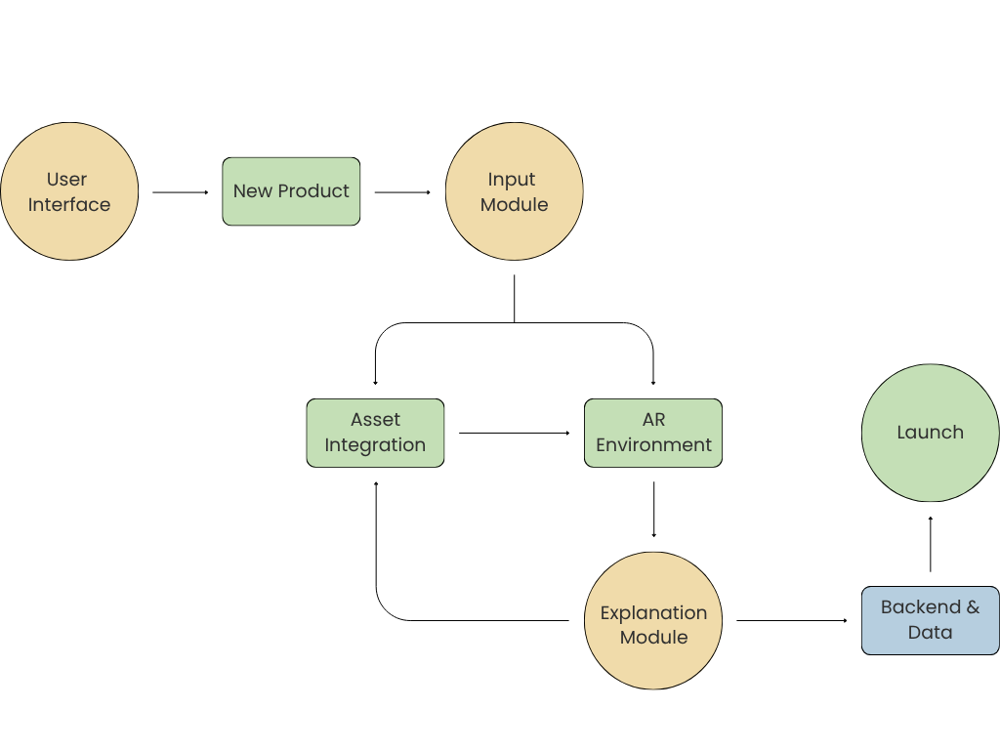 User
Interface
New Product
Input
Module
Asset
Integration
AR
Environment
Launch
Explanation
Module
Backend &
Data